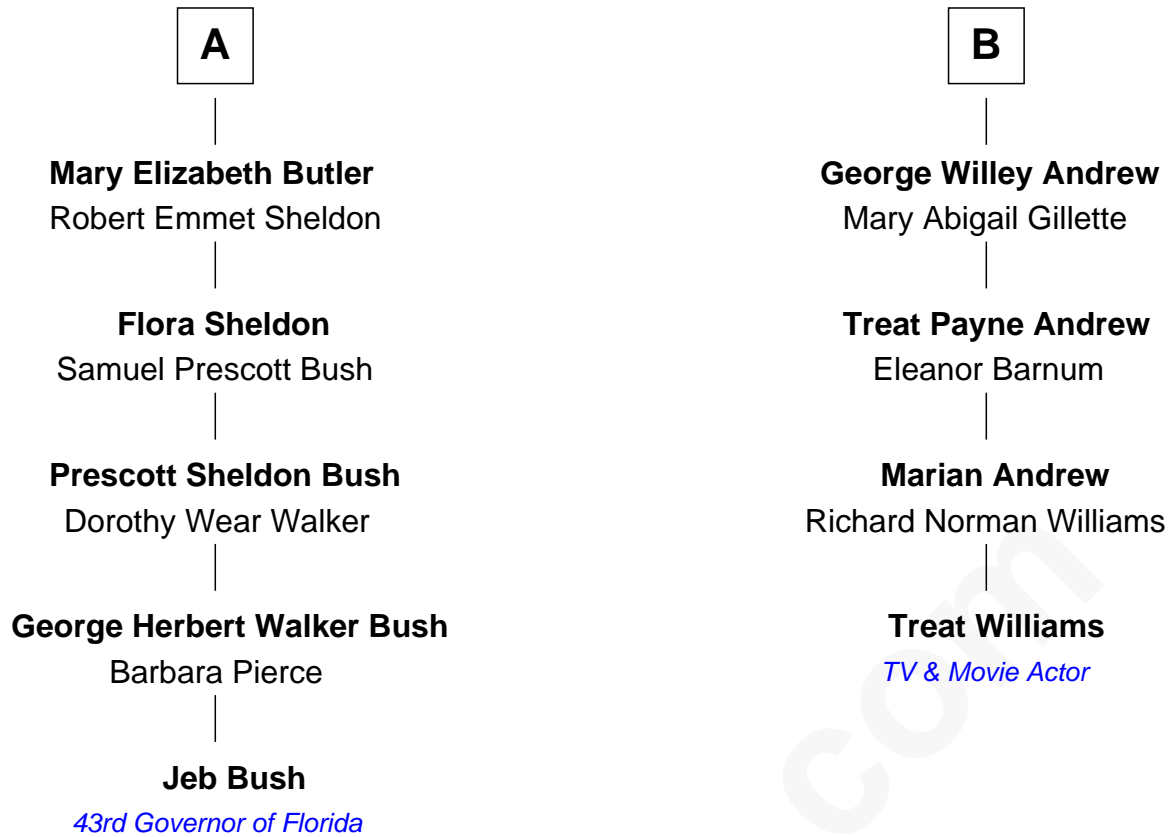 A
Mary Elizabeth Butler
Robert Emmet Sheldon
Flora Sheldon
Samuel Prescott Bush
Prescott Sheldon Bush
Dorothy Wear Walker
George Herbert Walker Bush
Barbara Pierce
Jeb Bush
43rd Governor of Florida
B
George Willey Andrew
Mary Abigail Gillette
Treat Payne Andrew
Eleanor Barnum
Marian Andrew
Richard Norman Williams
Treat Williams
TV & Movie Actor
com